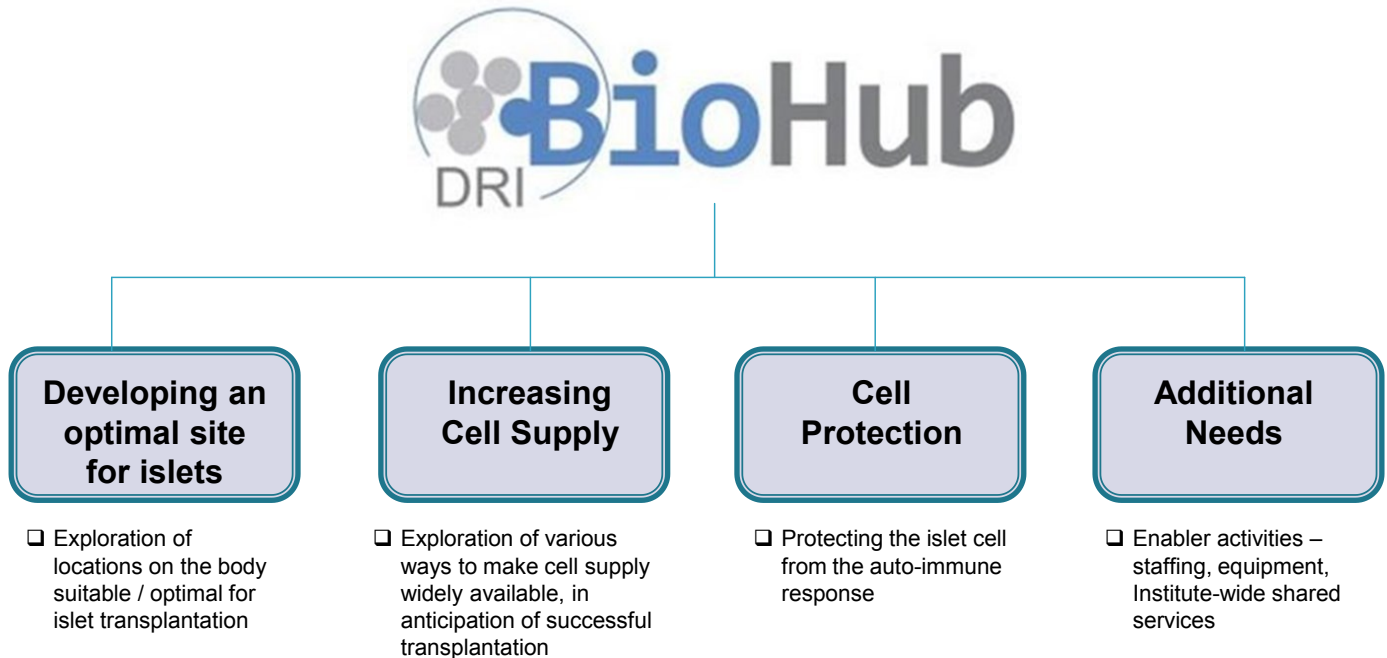 BioHub
DRI
Developing an
optimal site
for islets
❑ Exploration of
locations on the body
suitable / optimal for
islet transplantation
Increasing
Cell Supply
❑ Exploration of various
ways to make cell supply
widely available, in
anticipation of successful
transplantation
Cell
Protection
❑ Protecting the islet cell
from the auto-immune
response
Additional
Needs
❑ Enabler activities –
staffing, equipment,
Institute-wide shared
services